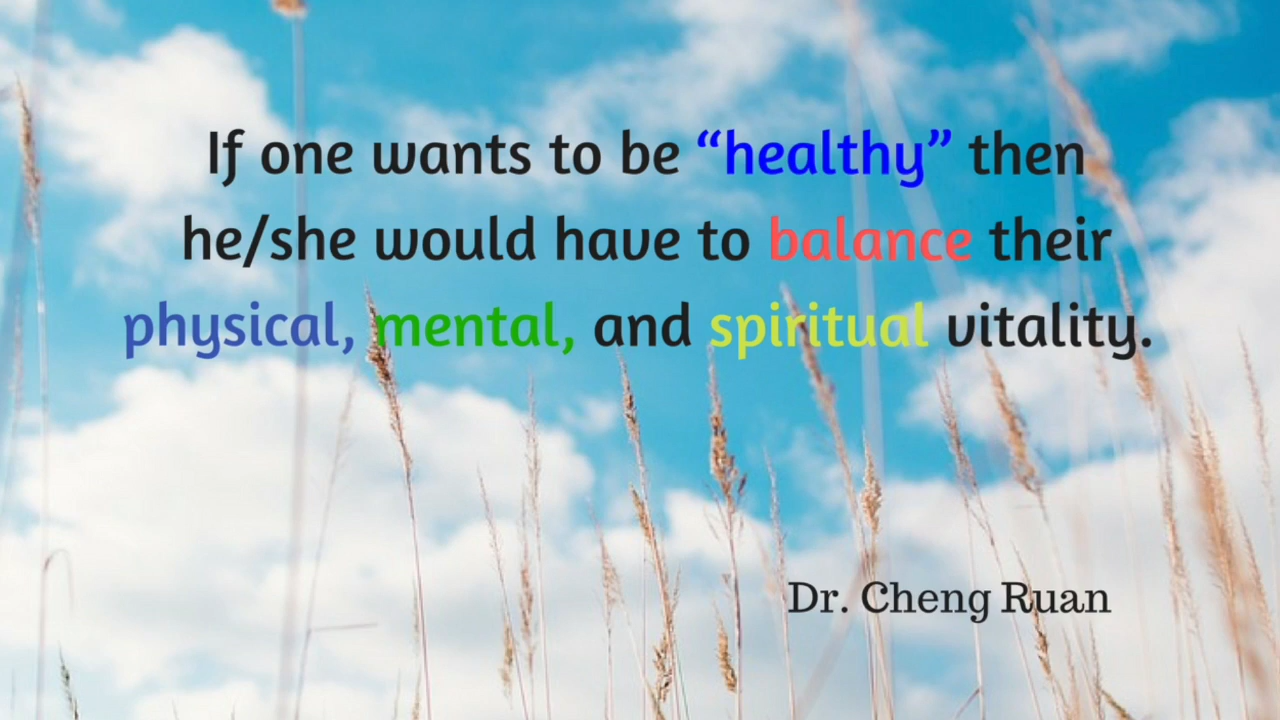 If one wants to be “healthy” then
he/she would have to balance their
physical, mental, and spiritual vitality.
Dr. Cheng Ruan